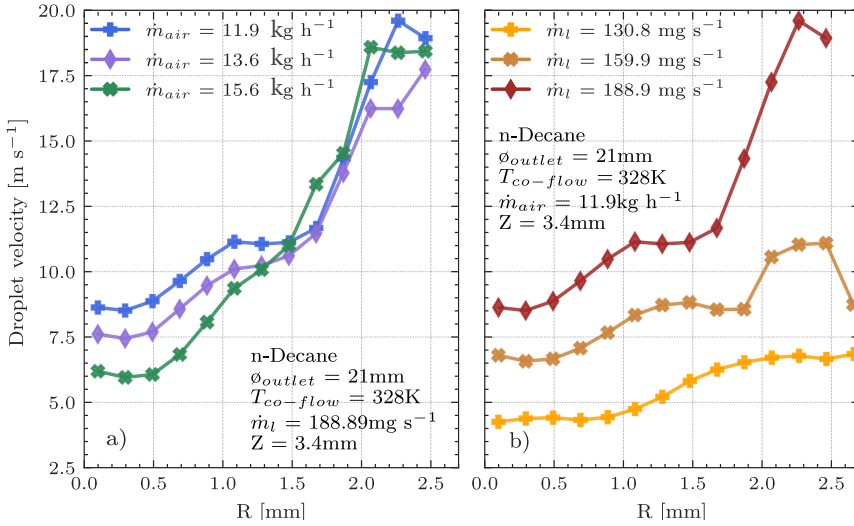 Droplet velocity [m s⁻¹]
20.0
17.5
15.0
12.5
10.0
7.5
5.0
2.5
ṁ_air = 11.9 kg h⁻¹
ṁ_air = 13.6 kg h⁻¹
ṁ_air = 15.6 kg h⁻¹
n-Decane
ø_outlet = 21mm
T_co−flow = 328K
ṁ_l = 188.89mg s⁻¹
Z = 3.4mm
a)
0.0 0.5 1.0 1.5 2.0 2.5
R [mm]
ṁ_l = 130.8 mg s⁻¹
ṁ_l = 159.9 mg s⁻¹
ṁ_l = 188.9 mg s⁻¹
n-Decane
ø_outlet = 21mm
T_co−flow = 328K
ṁ_air = 11.9kg h⁻¹
Z = 3.4mm
b)
0.0 0.5 1.0 1.5 2.0 2.5
R [mm]